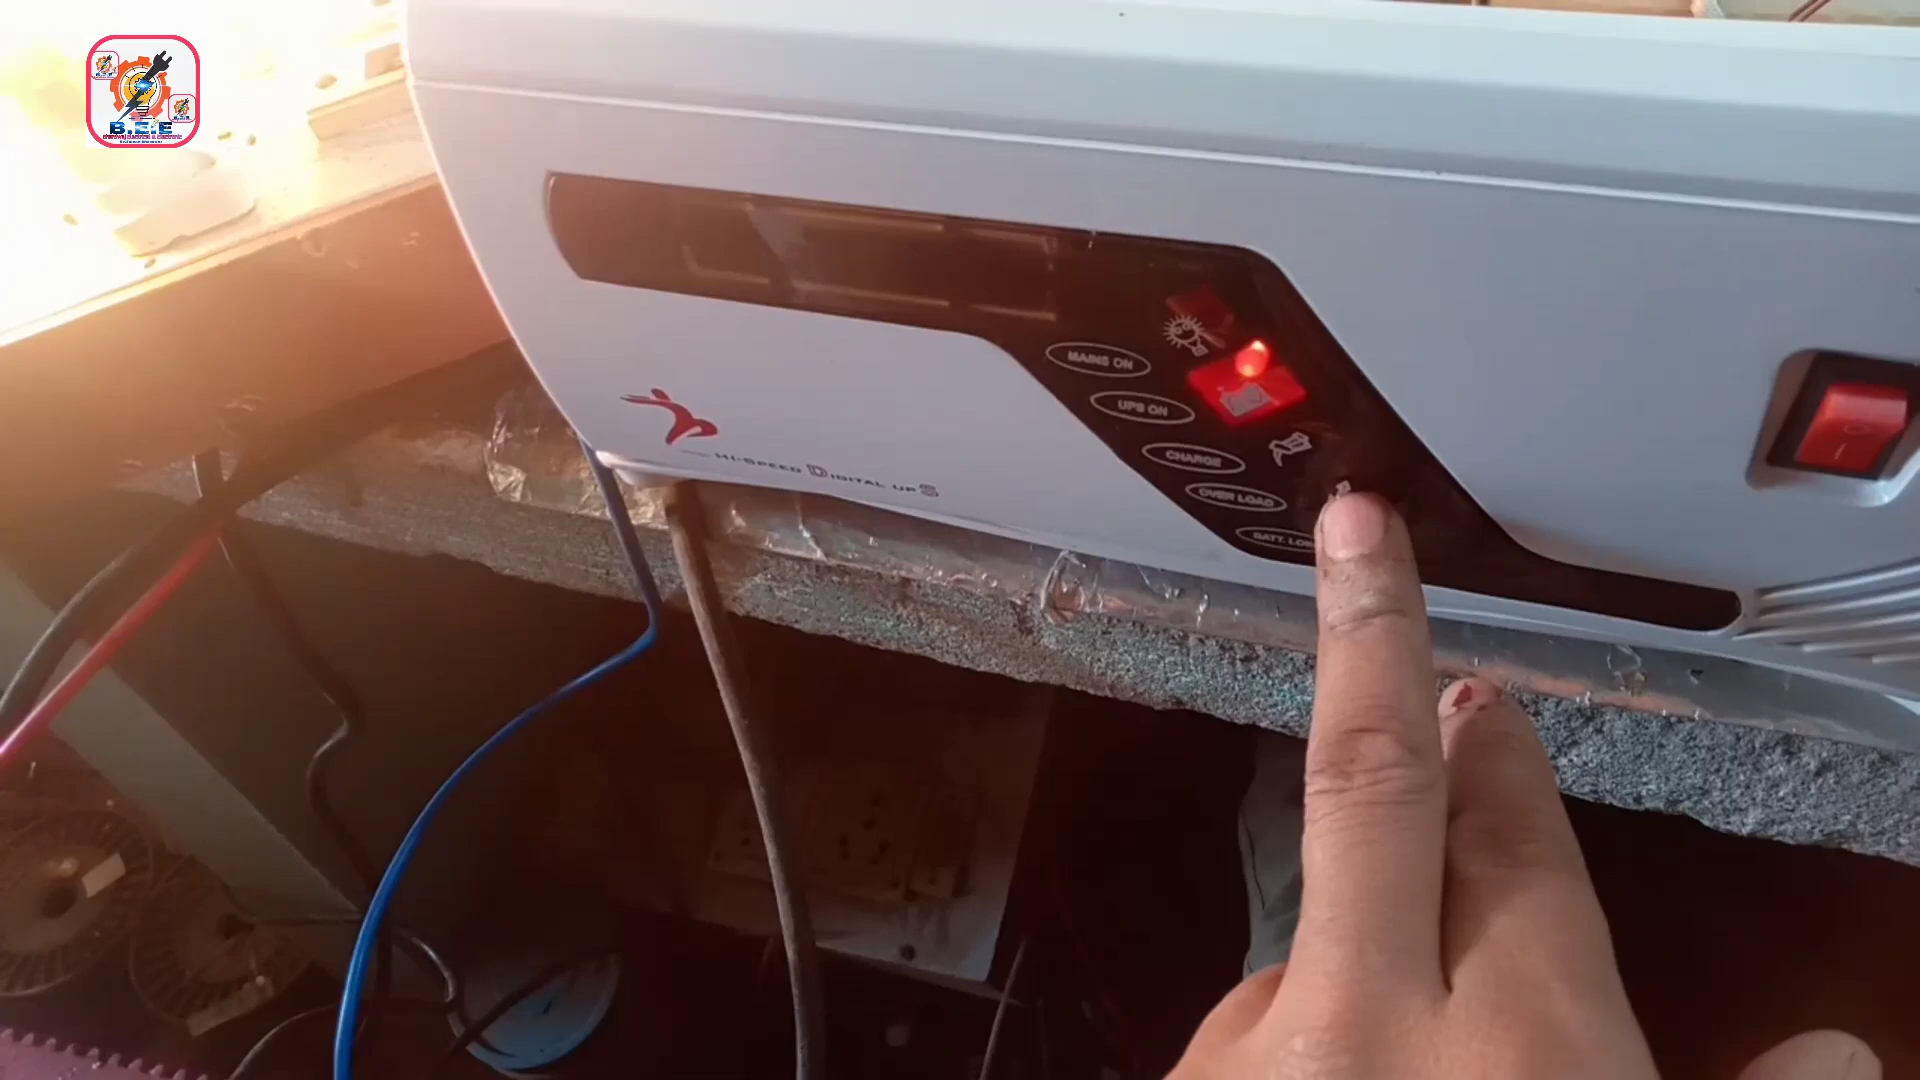 B.E.E
MAINS ON
UPS ON
CHARGE
OVER LOAD
BATT. LOW
HI-SPEED DIGITAL UPS